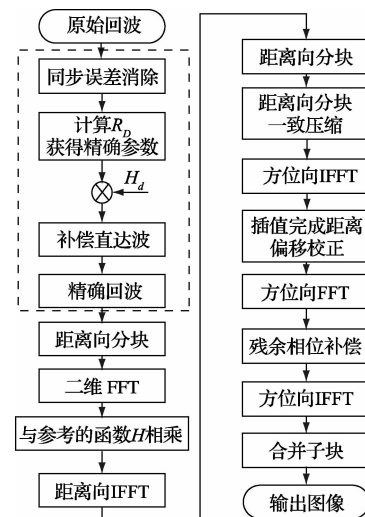 原始回波
同步误差消除
计算R_D
获得精确参数
H_d
补偿直达波
精确回波
距离向分块
二维 FFT
与参考的函数H相乘
距离向IFFT
距离向分块
距离向分块
一致压缩
方位向IFFT
插值完成距离
偏移校正
方位向FFT
残余相位补偿
方位向IFFT
合并子块
输出图像